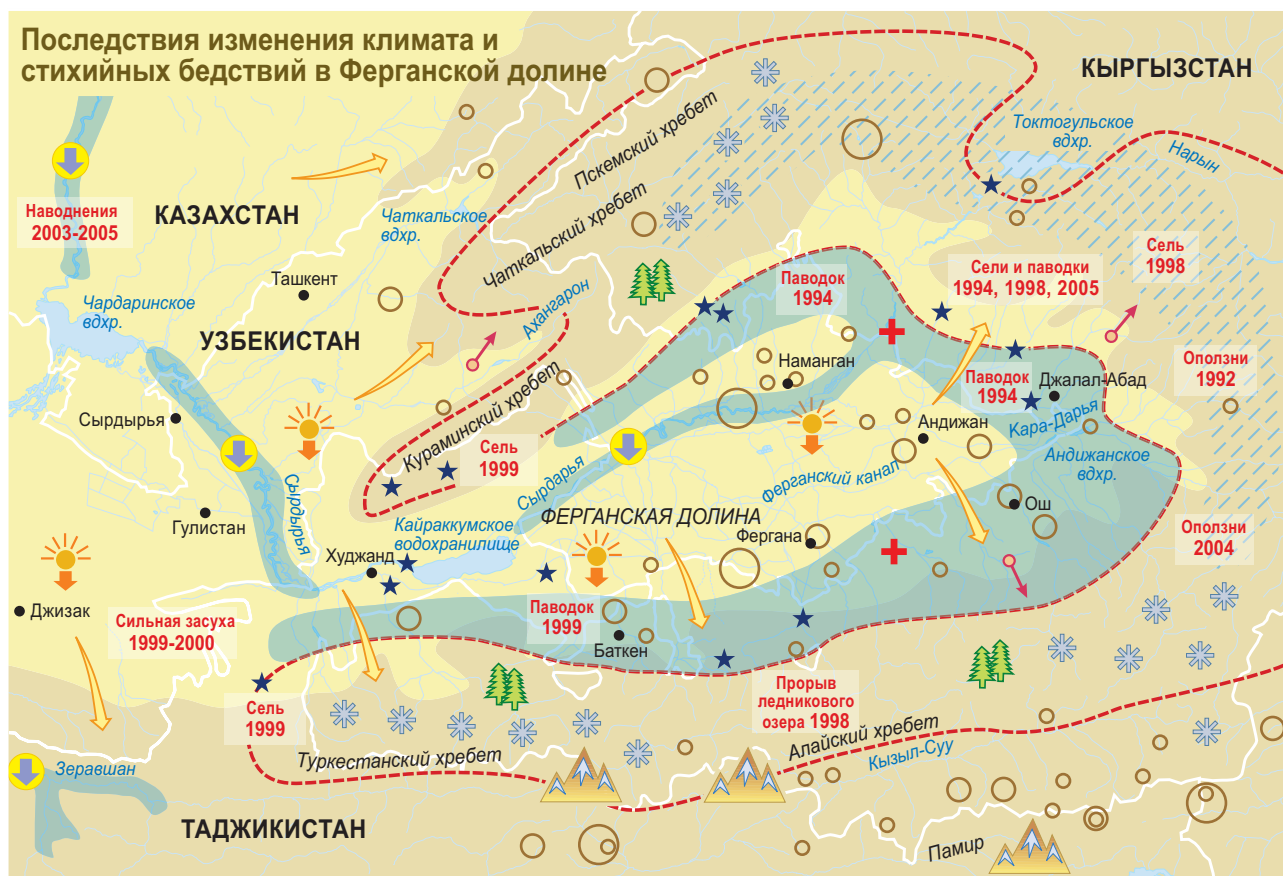 Последствия изменения климата и
стихийных бедствий в Ферганской долине
КЫРГЫЗСТАН
Токтогульское
вдхр.
Нарын
Пскемский хребет
Наводнения
2003-2005
КАЗАХСТАН
Чаткальское
вдхр.
Чаткальский хребет
Ташкент
Паводок
1994
Сели и паводки
1994, 1998, 2005
Сель
1998
Чардаринское
вдхр.
Ахангарон
УЗБЕКИСТАН
Наманган
Паводок
1994
Джалал-Абад
Оползни
1992
Сырдырья
Кураминский хребет
Сель
1999
Андижан
Кара-Дарья
Андижанское
вдхр.
Сырдарья
Ферганский канал
Сырдырья
Гулистан
Кайраккумское
водохранилище
ФЕРГАНСКАЯ ДОЛИНА
Фергана
Ош
Оползни
2004
Худжанд
Джизак
Сильная засуха
1999-2000
Паводок
1999
Баткен
Сель
1999
Прорыв
ледникового
озера 1998
Туркестанский хребет
Алайский хребет
Кызыл-Суу
Зеравшан
ТАДЖИКИСТАН
Памир